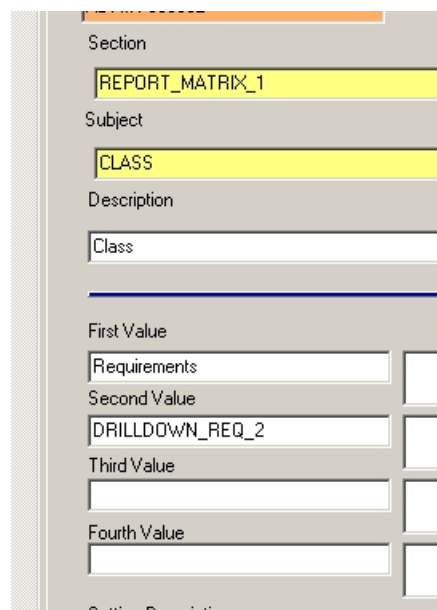 Section
REPORT_MATRIX_1
Subject
CLASS
Description
Class
First Value
Requirements
Second Value
DRILLDOWN_REQ_2
Third Value
Fourth Value